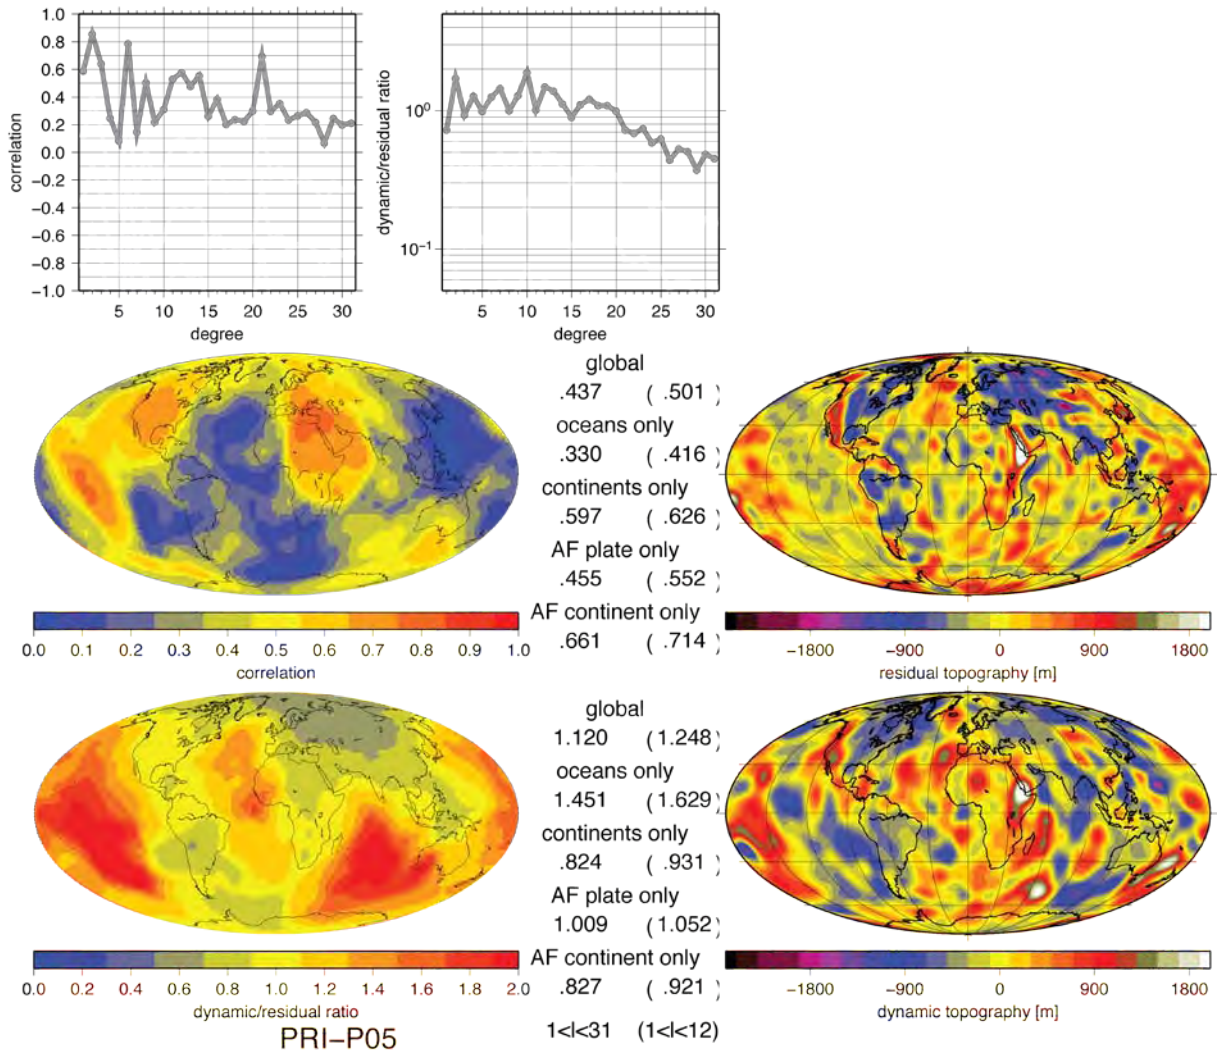 1.0
0.8
0.6
0.4
0.2
0.0
−0.2
−0.4
−0.6
−0.8
−1.0
correlation
5 10 15 20 25 30
degree
10⁰
10⁻¹
dynamic/residual ratio
5 10 15 20 25 30
degree
global
.437 ( .501 )
oceans only
.330 ( .416 )
continents only
.597 ( .626 )
AF plate only
.455 ( .552 )
AF continent only
.661 ( .714 )
0.0 0.1 0.2 0.3 0.4 0.5 0.6 0.7 0.8 0.9 1.0
correlation
−1800 −900 0 900 1800
residual topography [m]
global
1.120 ( 1.248 )
oceans only
1.451 ( 1.629 )
continents only
.824 ( .931 )
AF plate only
1.009 ( 1.052 )
AF continent only
.827 ( .921 )
0.0 0.2 0.4 0.6 0.8 1.0 1.2 1.4 1.6 1.8 2.0
dynamic/residual ratio
−1800 −900 0 900 1800
dynamic topography [m]
PRI−P05
1<l<31 (1<l<12)